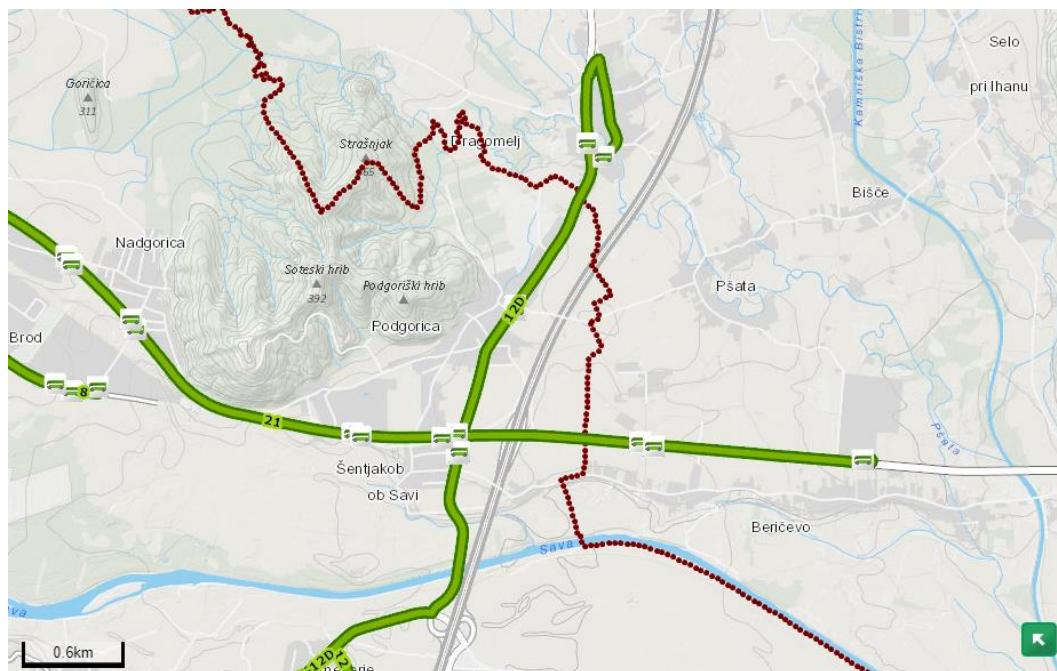 Selo
pri Ihanu
Kamniška Bistri
Goričica
311
Strašnjak
Dragomelj
Bišče
Nadgorica
Soteski hrib
392
Podgoriški hrib
Pšata
12D
Podgorica
Brod
8
21
Šentjakob
ob Savi
Pšata
Beričevo
Sava
12D
0.6km